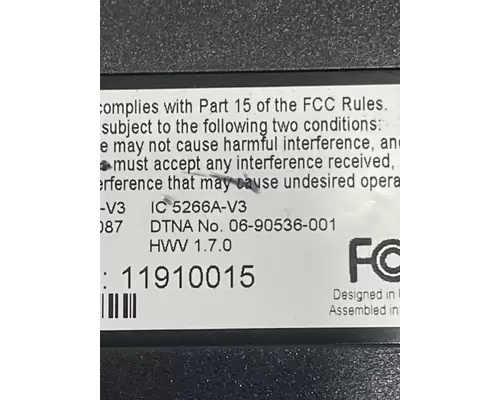 complies with Part 15 of the FCC Rules.
subject to the following two conditions:
may not cause harmful interference, and
must accept any interference received,
that may cause undesired
-V3 IC 5266A-V3
087 DTNA No. 06-90536-001
HWV 1.7.0
: 11910015
FC
Designed in
Assembled in